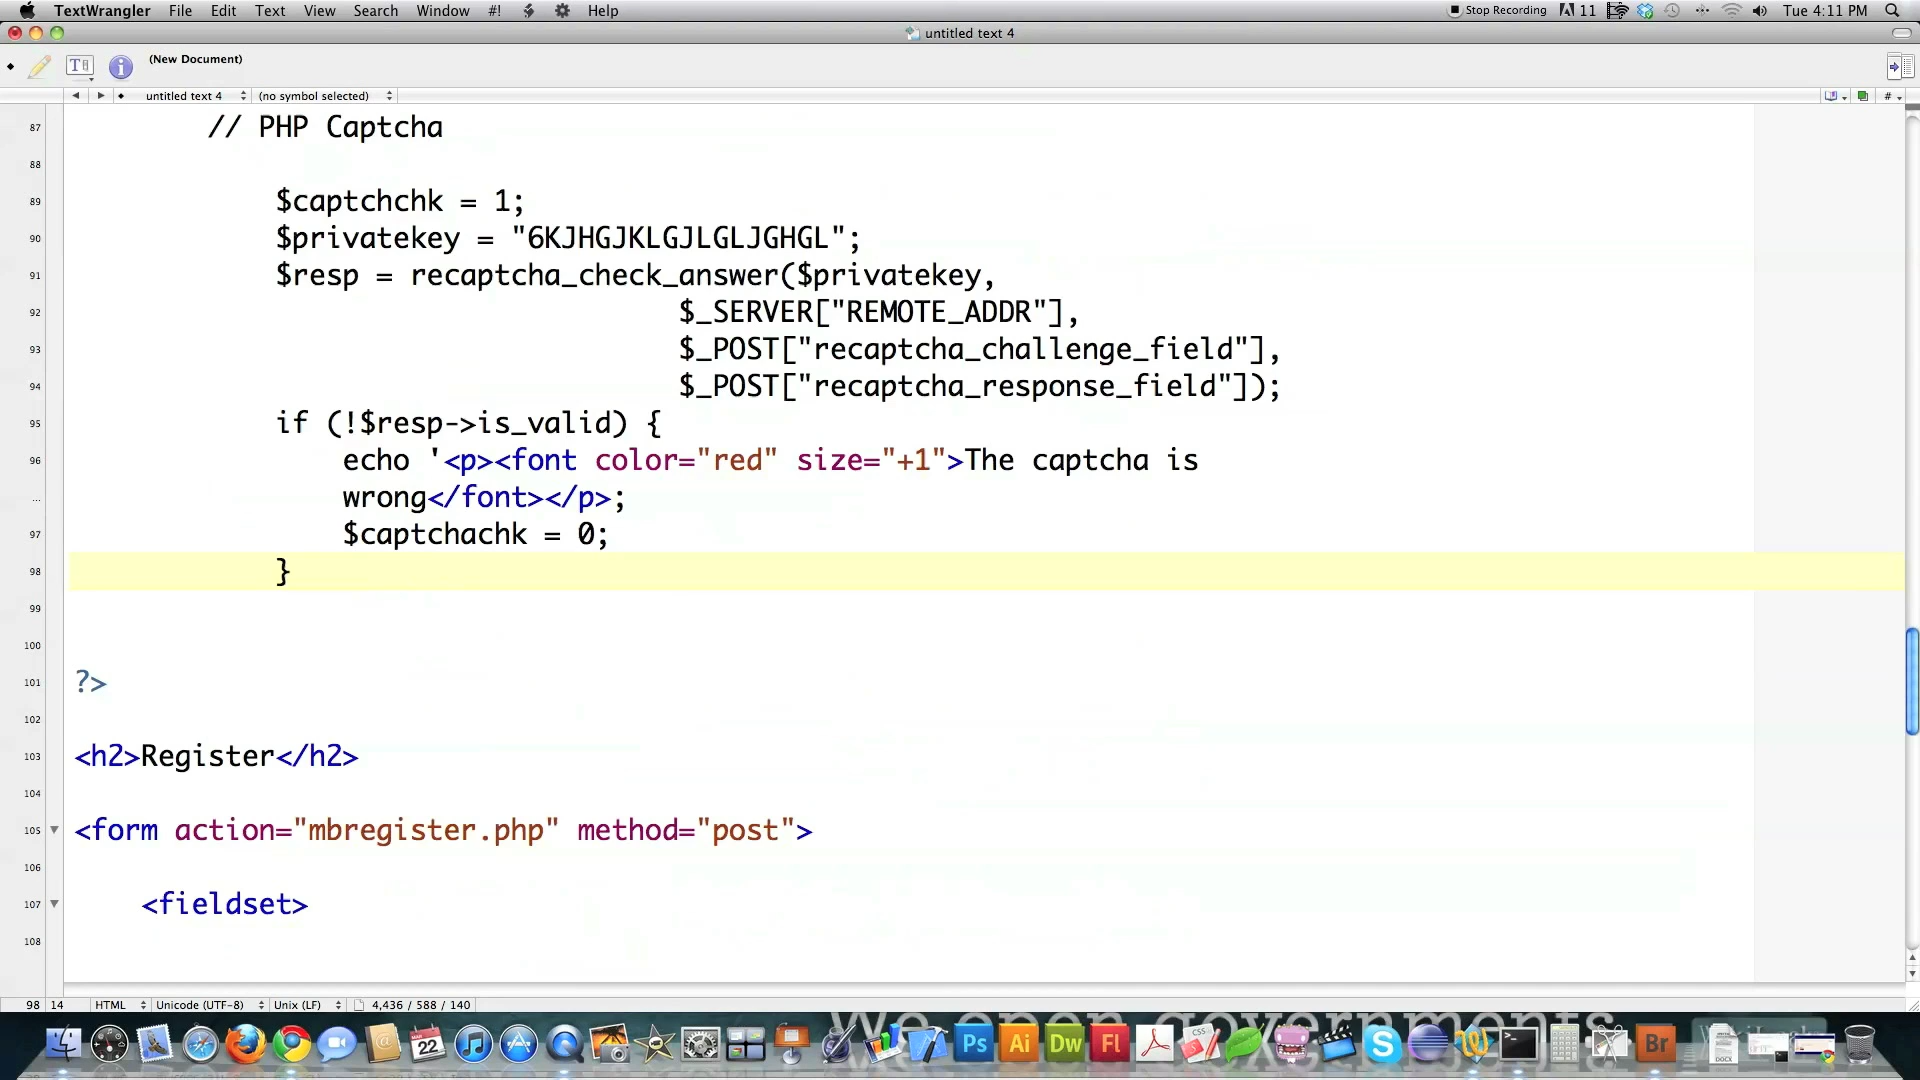 TextWrangler File Edit Text View Search Window #! Help Stop Recording 11 Tue 4:11 PM
untitled text 4
(New Document)
untitled text 4 (no symbol selected) #
87 // PHP Captcha
88
89 $captchchk = 1;
90 $privatekey = "6KJHGJKLGJLGLJGHGL";
91 $resp = recaptcha_check_answer($privatekey,
92 $_SERVER["REMOTE_ADDR"],
93 $_POST["recaptcha_challenge_field"],
94 $_POST["recaptcha_response_field"]);
95 if (!$resp->is_valid) {
96 echo '<p><font color="red" size="+1">The captcha is
... wrong</font></p>;
97 $captchachk = 0;
98 }
99
100
101 ?>
102
103 <h2>Register</h2>
104
105 <form action="mbregister.php" method="post">
106
107 <fieldset>
108
98 14 HTML Unicode (UTF-8) Unix (LF) 4,436 / 588 / 140
We open governments.
22 Ps Ai Dw Fl CSS Br DOCX